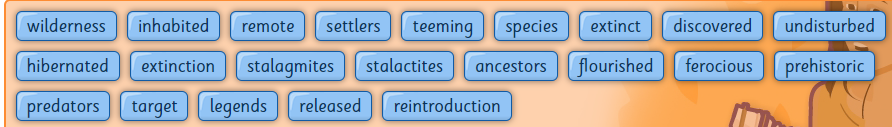 wilderness inhabited remote settlers teeming species extinct discovered undisturbed
hibernated extinction stalagmites stalactites ancestors flourished ferocious prehistoric
predators target legends released reintroduction